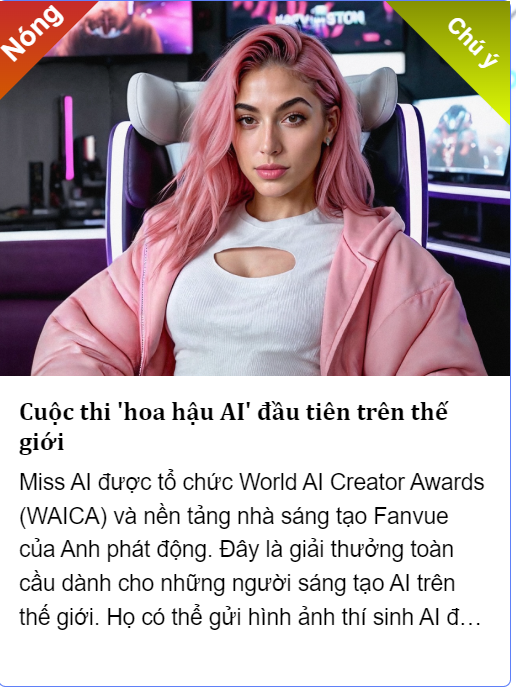 Nóng
Chú ý
Cuộc thi 'hoa hậu AI' đầu tiên trên thế
giới
Miss AI được tổ chức World AI Creator Awards
(WAICA) và nền tảng nhà sáng tạo Fanvue
của Anh phát động. Đây là giải thưởng toàn
cầu dành cho những người sáng tạo AI trên
thế giới. Họ có thể gửi hình ảnh thí sinh AI đ…